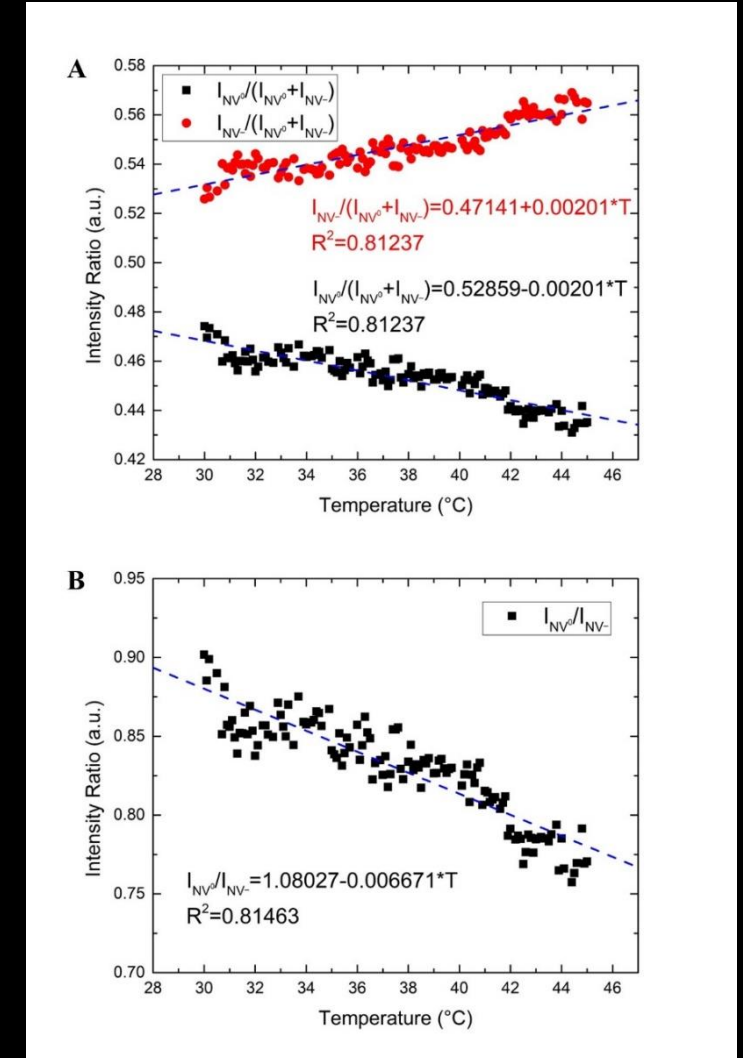 A
0.58
0.56
0.54
0.52
0.50
0.48
0.46
0.44
0.42
Intensity Ratio (a.u.)
I_NV⁰/(I_NV⁰+I_NV-)
I_NV-/(I_NV⁰+I_NV-)
I_NV-/(I_NV⁰+I_NV-)=0.47141+0.00201*T
R²=0.81237
I_NV⁰/(I_NV⁰+I_NV-)=0.52859-0.00201*T
R²=0.81237
28 30 32 34 36 38 40 42 44 46
Temperature (°C)
B
0.95
0.90
0.85
0.80
0.75
0.70
Intensity Ratio (a.u.)
I_NV⁰/I_NV-
I_NV⁰/I_NV-=1.08027-0.006671*T
R²=0.81463
28 30 32 34 36 38 40 42 44 46
Temperature (°C)